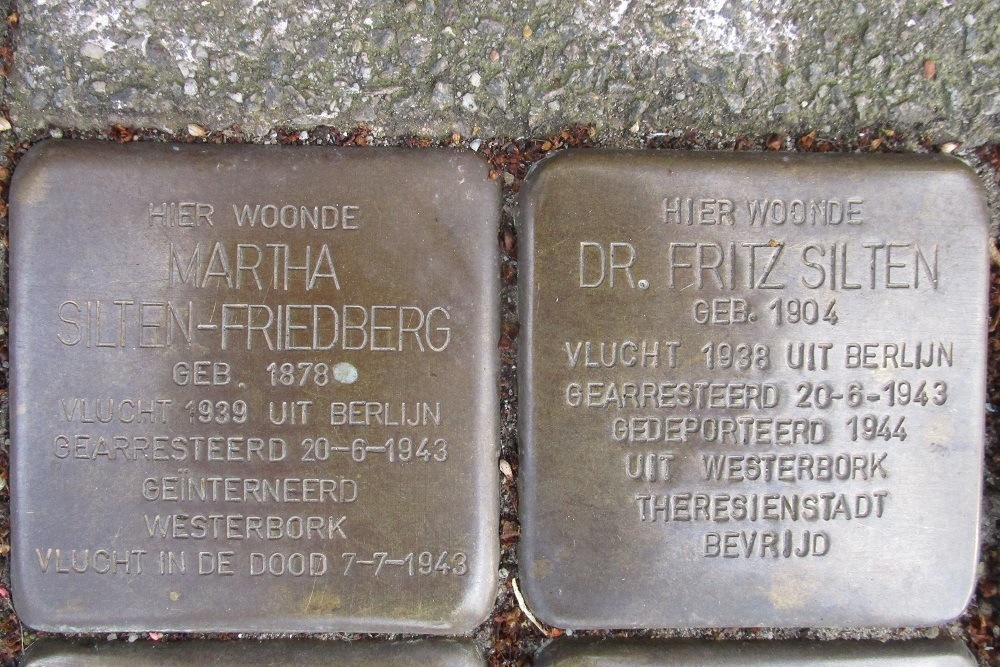 HIER WOONDE
MARTHA
SILTEN-FRIEDBERG
GEB. 1878
VLUCHT 1939 UIT BERLIJN
GEARRESTEERD 20-6-1943
GEÏNTERNEERD
WESTERBORK
VLUCHT IN DE DOOD 7-7-1943
HIER WOONDE
DR. FRITZ SILTEN
GEB. 1904
VLUCHT 1938 UIT BERLIJN
GEARRESTEERD 20-6-1943
GEDEPORTEERD 1944
UIT WESTERBORK
THERESIENSTADT
BEVRIJD